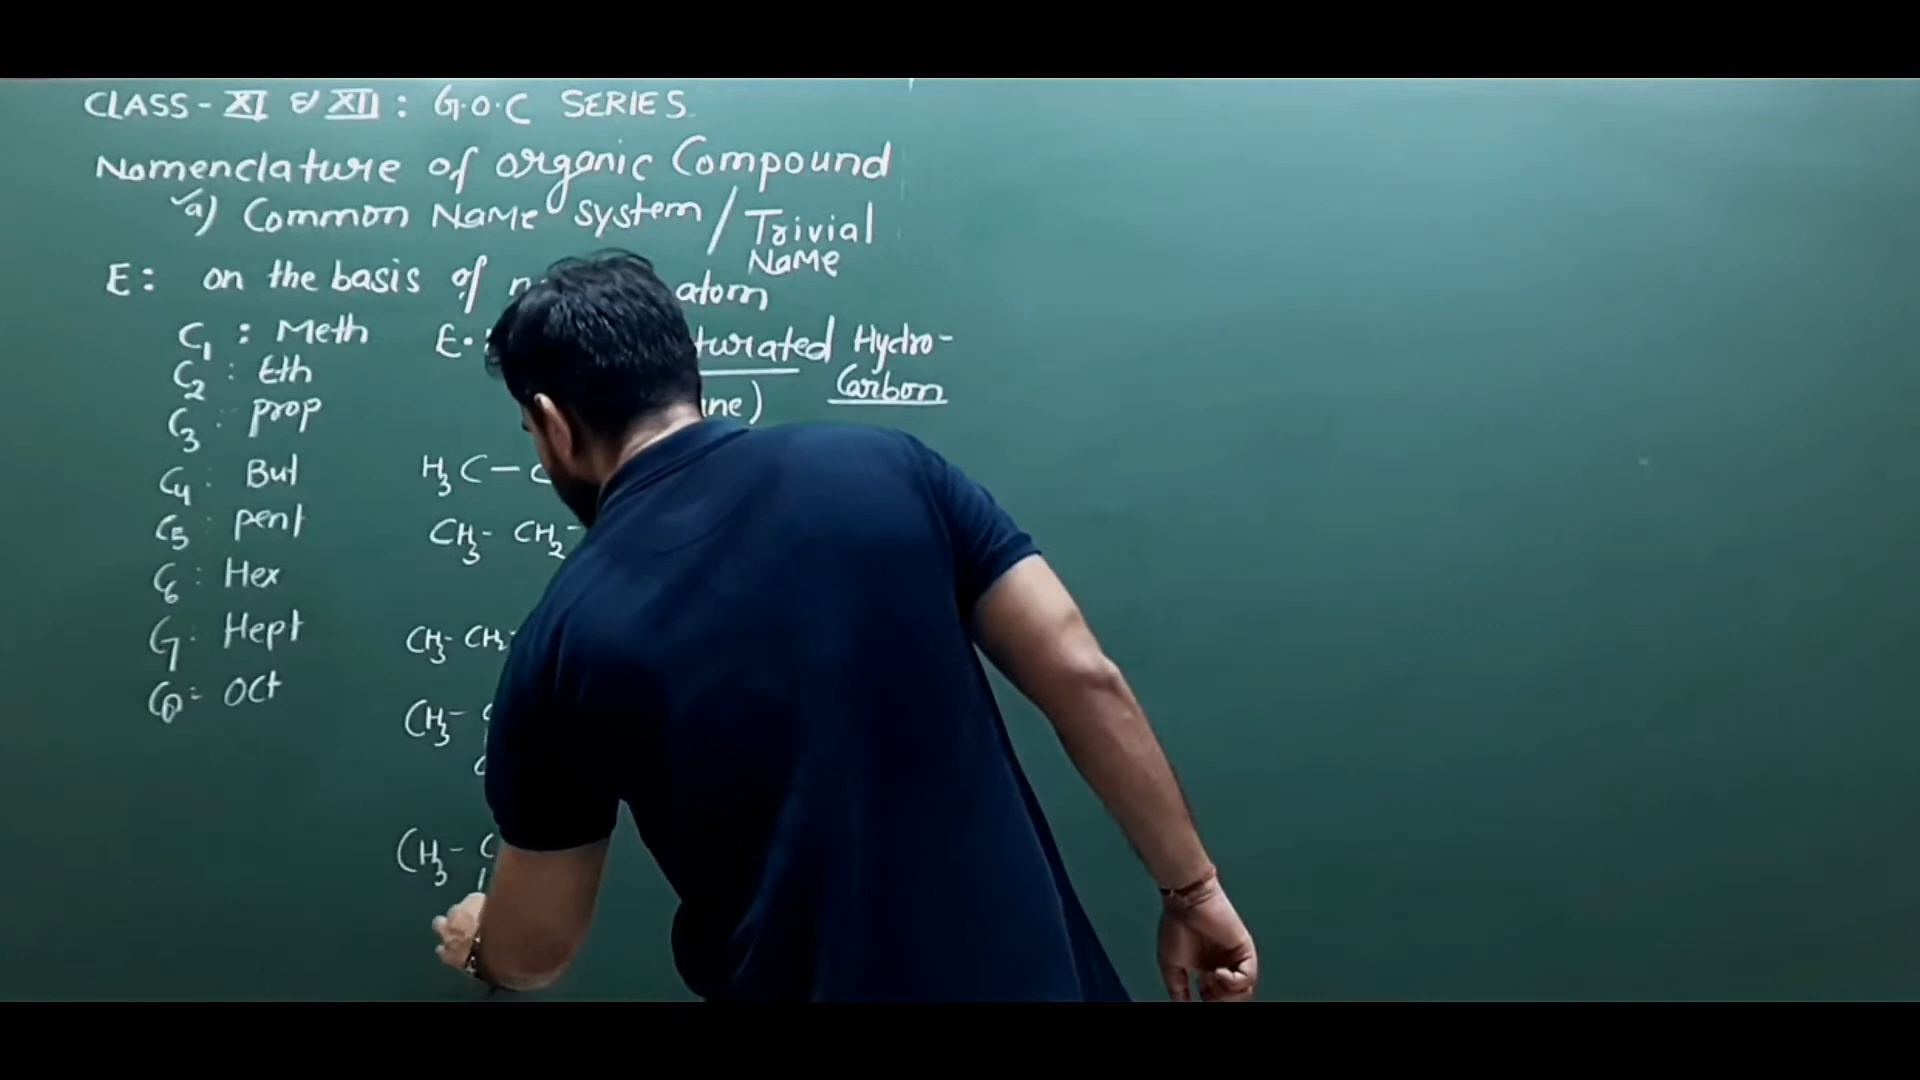 CLASS - XI & XII : G.O.C SERIES
Nomenclature of organic Compound
a) Common Name system / Trivial Name
E: on the basis of atom
C1 : Meth
C2 : Eth
C3 : prop
C4 : But
C5 : pent
C6 : Hex
C7 : Hept
C8 = Oct
E. Hydro-
Carbon
H3C - C
CH3 - CH2 -
CH3 - CH2 -
CH3 -
CH3 - C